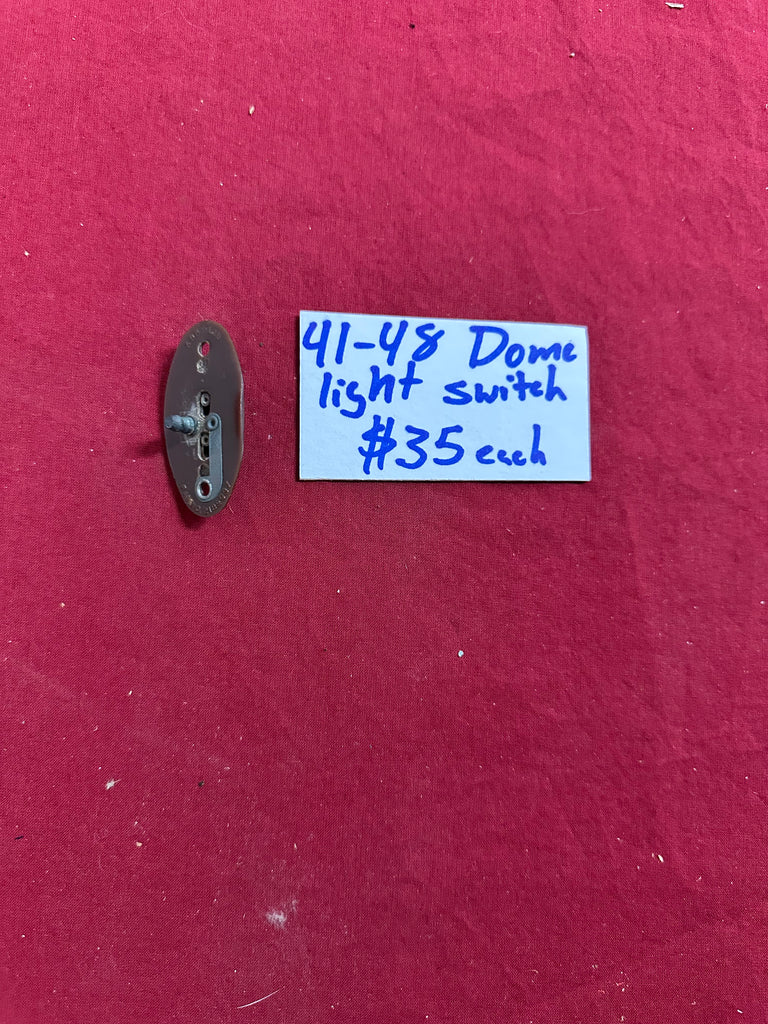 41-48 Dome
light switch
$35 each